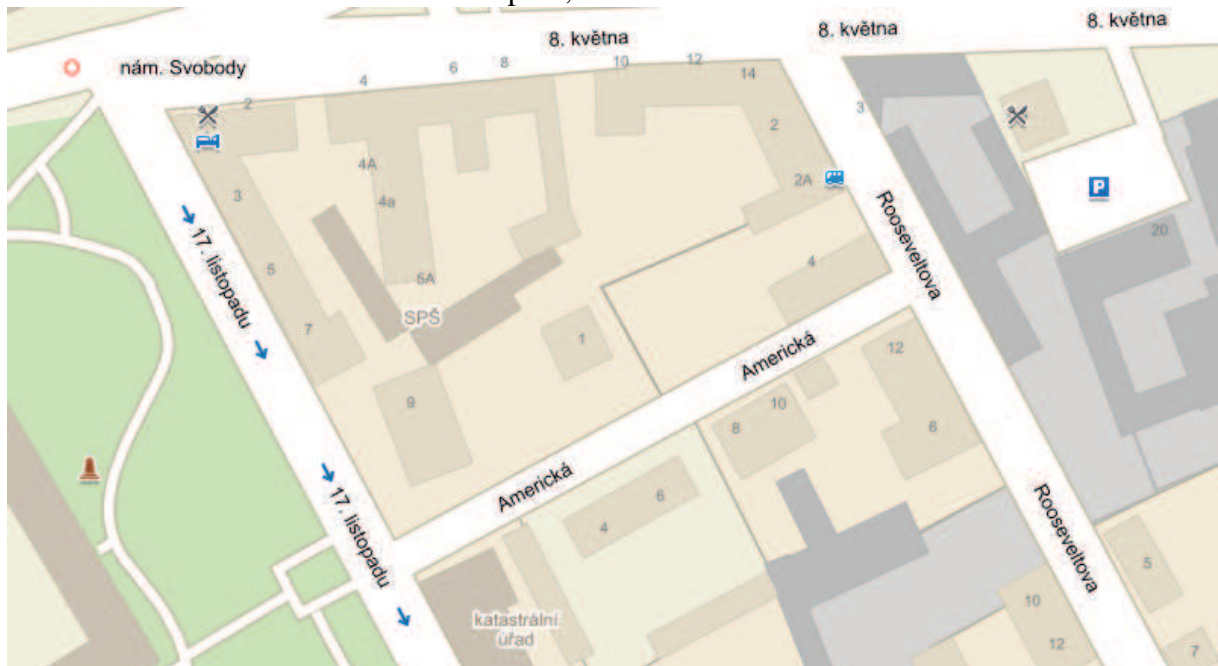 8. května
8. května
8. května
nám. Svobody
2
4
6
8
10
12
14
2
3
4A
4a
2A
3
20
17. listopadu
Rooseveltova
5
5A
4
7
SPŠ
1
Americká
12
9
10
8
6
Americká
6
4
17. listopadu
Rooseveltova
5
10
katastrální
úřad
12
7
P